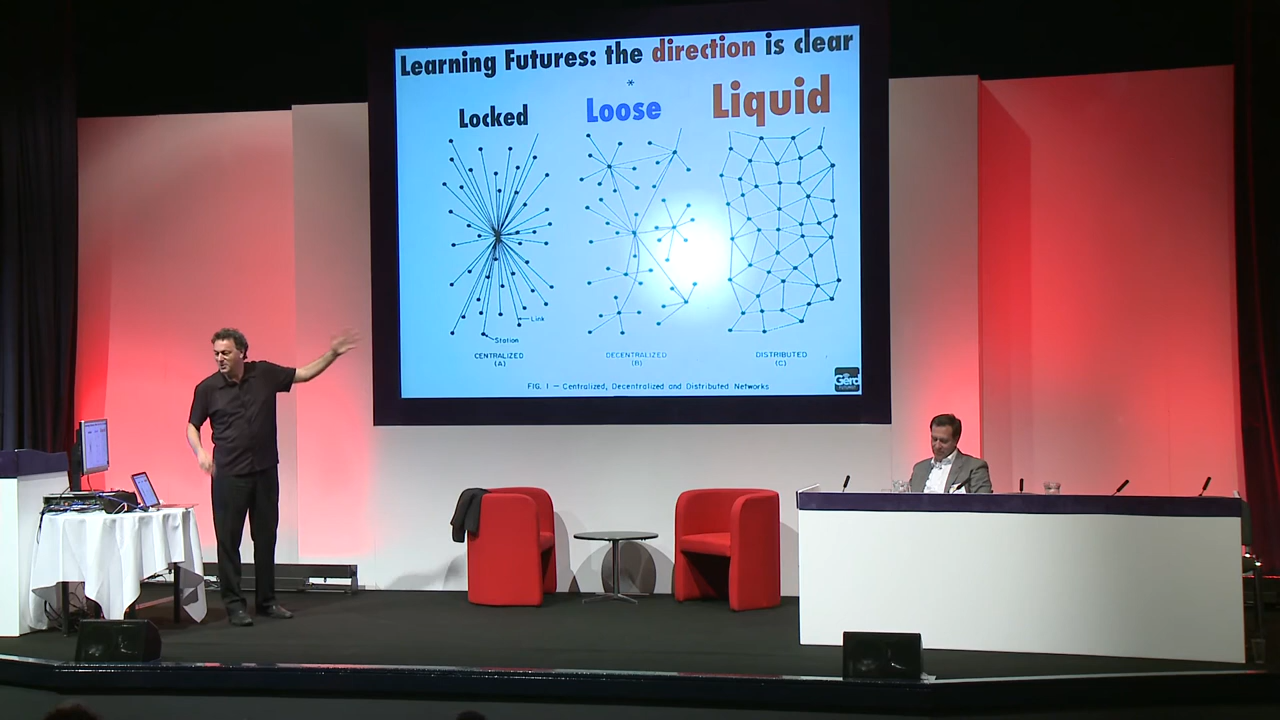 Learning Futures: the direction is clear
*
Locked
Loose
Liquid
Link
Station
CENTRALIZED
(A)
DECENTRALIZED
(B)
DISTRIBUTED
(C)
FIG. 1 — Centralized, Decentralized and Distributed Networks
Gerd